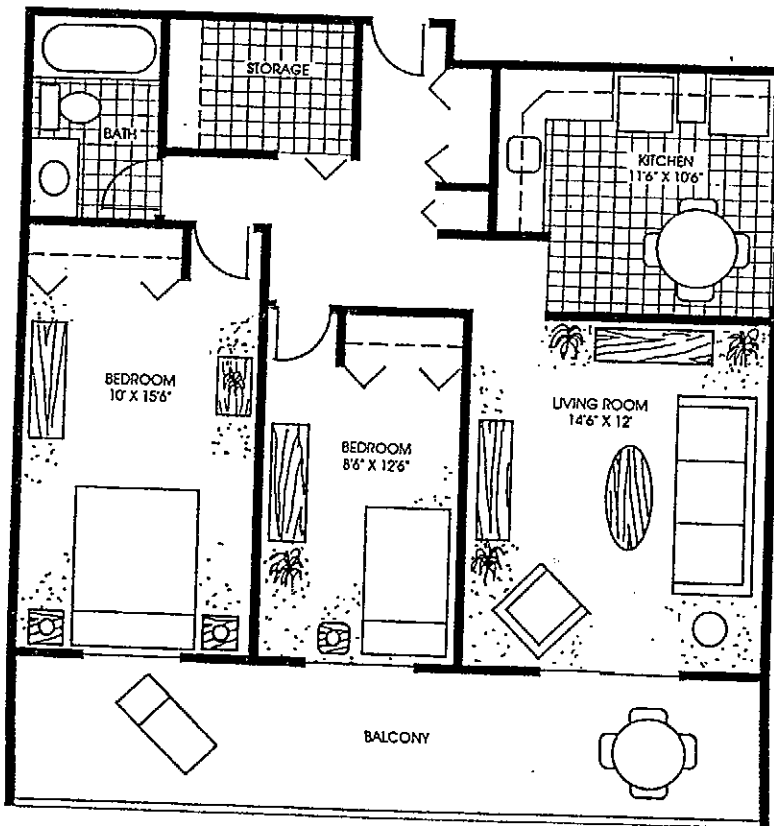 STORAGE
BATH
KITCHEN
11'6" X 10'6"
BEDROOM
10' X 15'6"
BEDROOM
8'6" X 12'6"
LIVING ROOM
14'6" X 12'
BALCONY